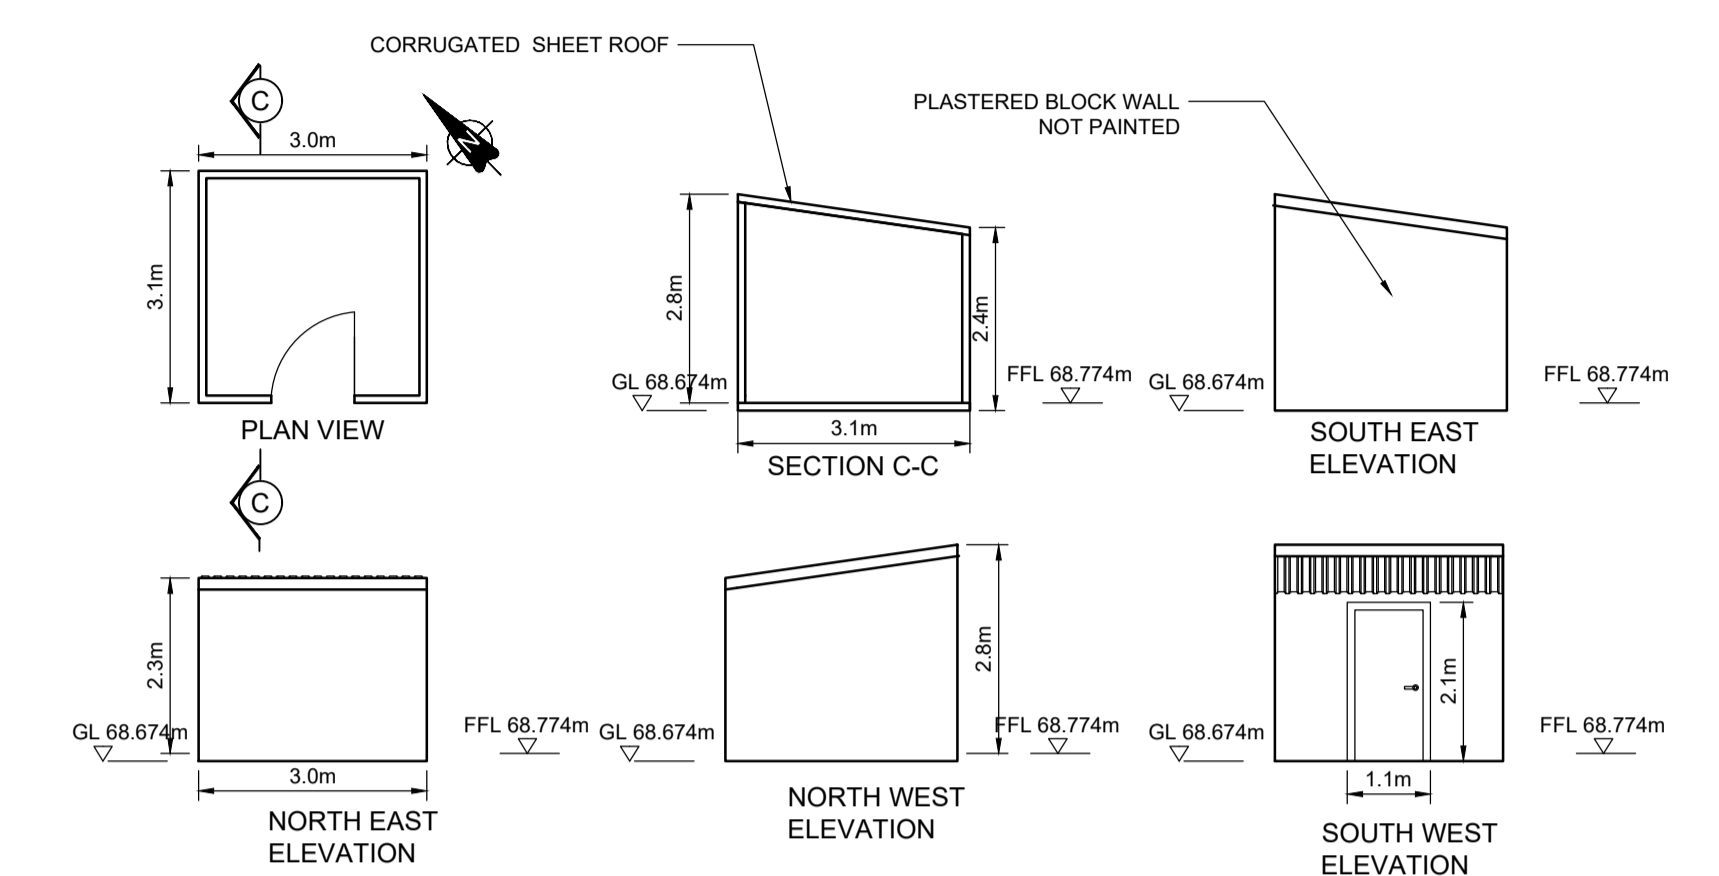 CORRUGATED SHEET ROOF
PLASTERED BLOCK WALL
NOT PAINTED
C
N
3.0m
3.1m
PLAN VIEW
C
2.8m
2.4m
GL 68.674m
FFL 68.774m
3.1m
SECTION C-C
GL 68.674m
FFL 68.774m
SOUTH EAST
ELEVATION
2.3m
GL 68.674m
FFL 68.774m
3.0m
NORTH EAST
ELEVATION
2.8m
GL 68.674m
FFL 68.774m
NORTH WEST
ELEVATION
2.1m
GL 68.674m
FFL 68.774m
1.1m
SOUTH WEST
ELEVATION